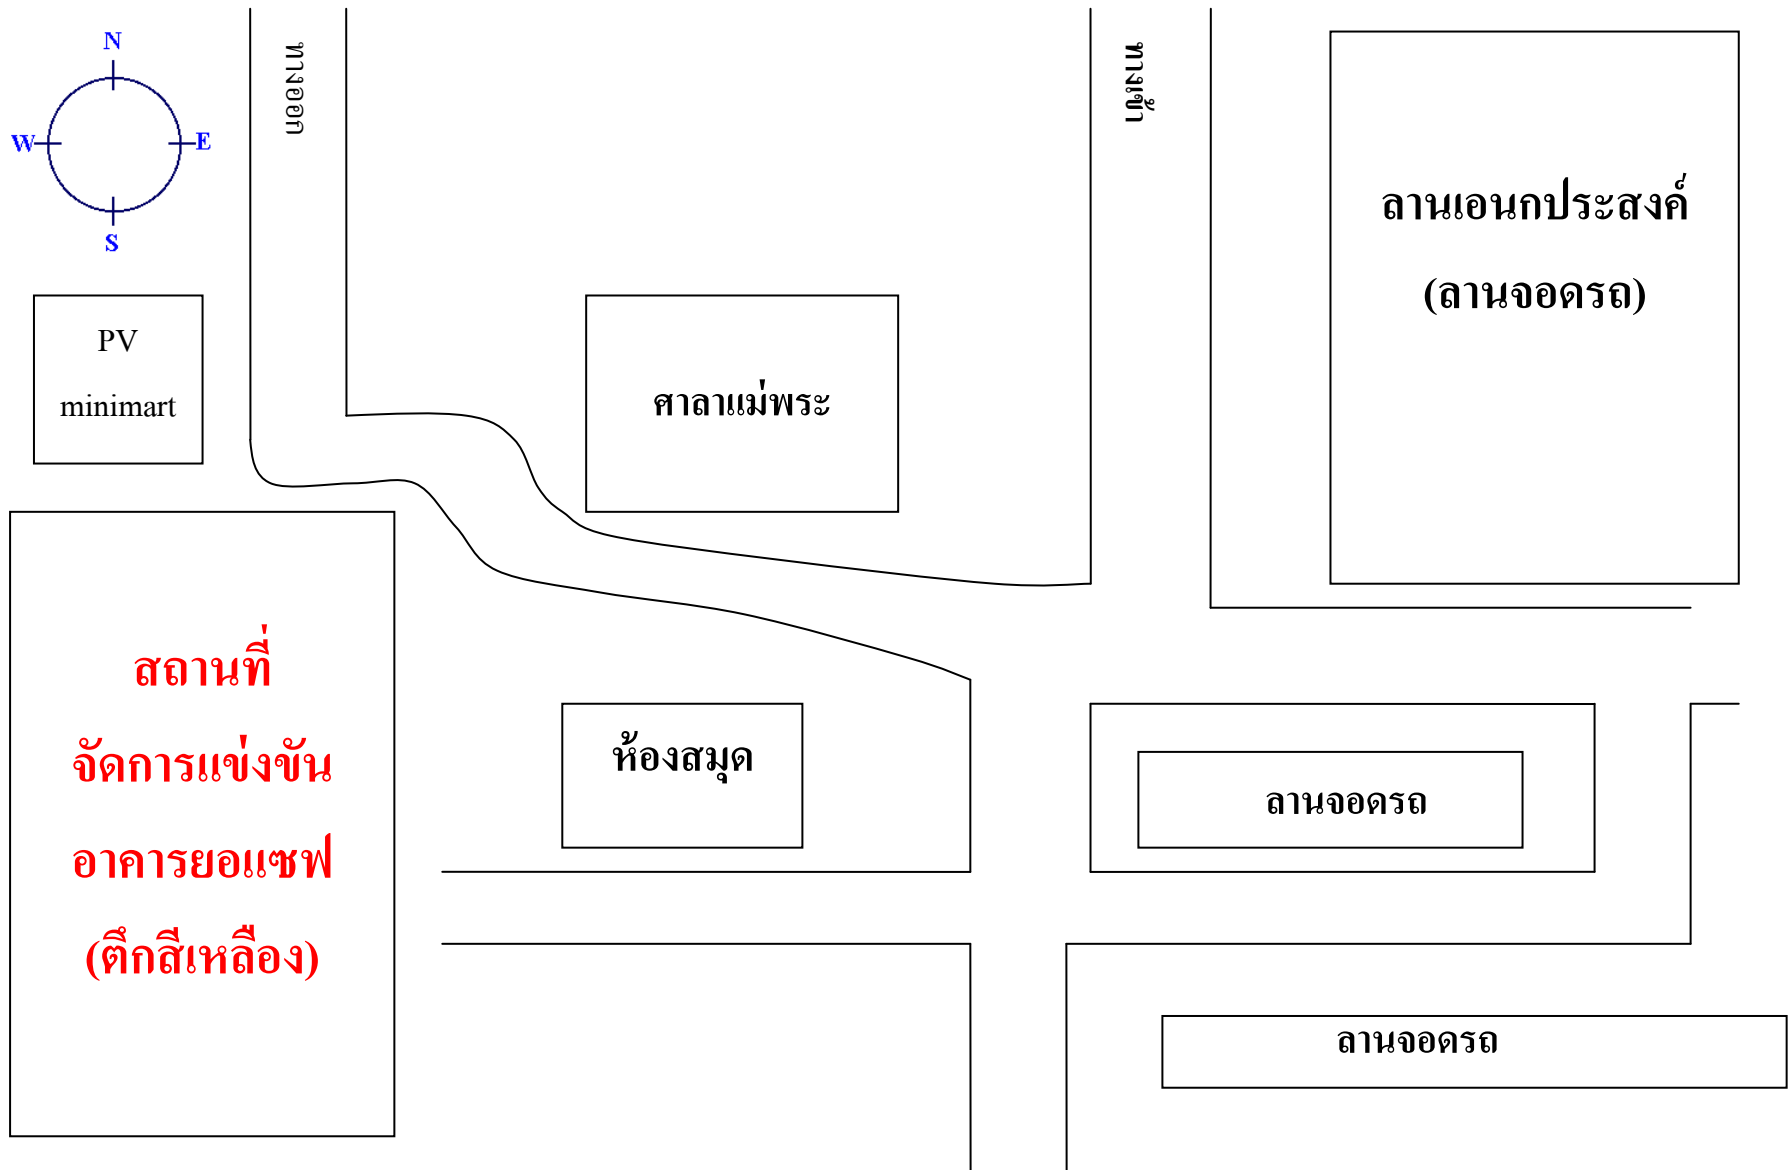 N
W
E
S
ทางออก
ทางเข้า
ลานเอนกประสงค์
(ลานจอดรถ)
PV
minimart
ศาลาแม่พระ
สถานที่
จัดการแข่งขัน
อาคารยอแซฟ
(ตึกสีเหลือง)
ห้องสมุด
ลานจอดรถ
ลานจอดรถ